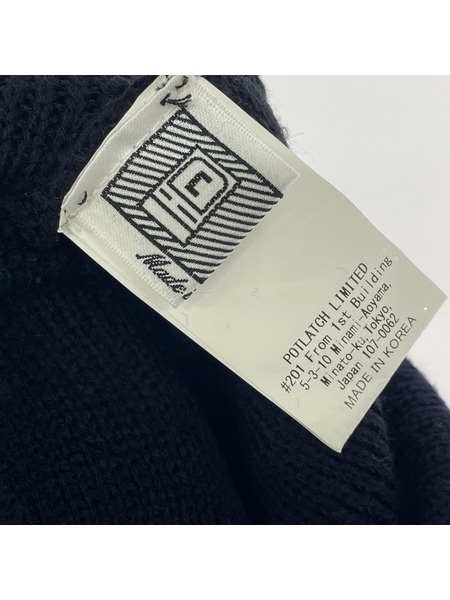 Made i
POTLATCH LIMITED
#201 From 1st Building,
5-3-10 Minami-Aoyama,
Minato-ku, Tokyo,
Japan 107-0062
MADE IN KOREA